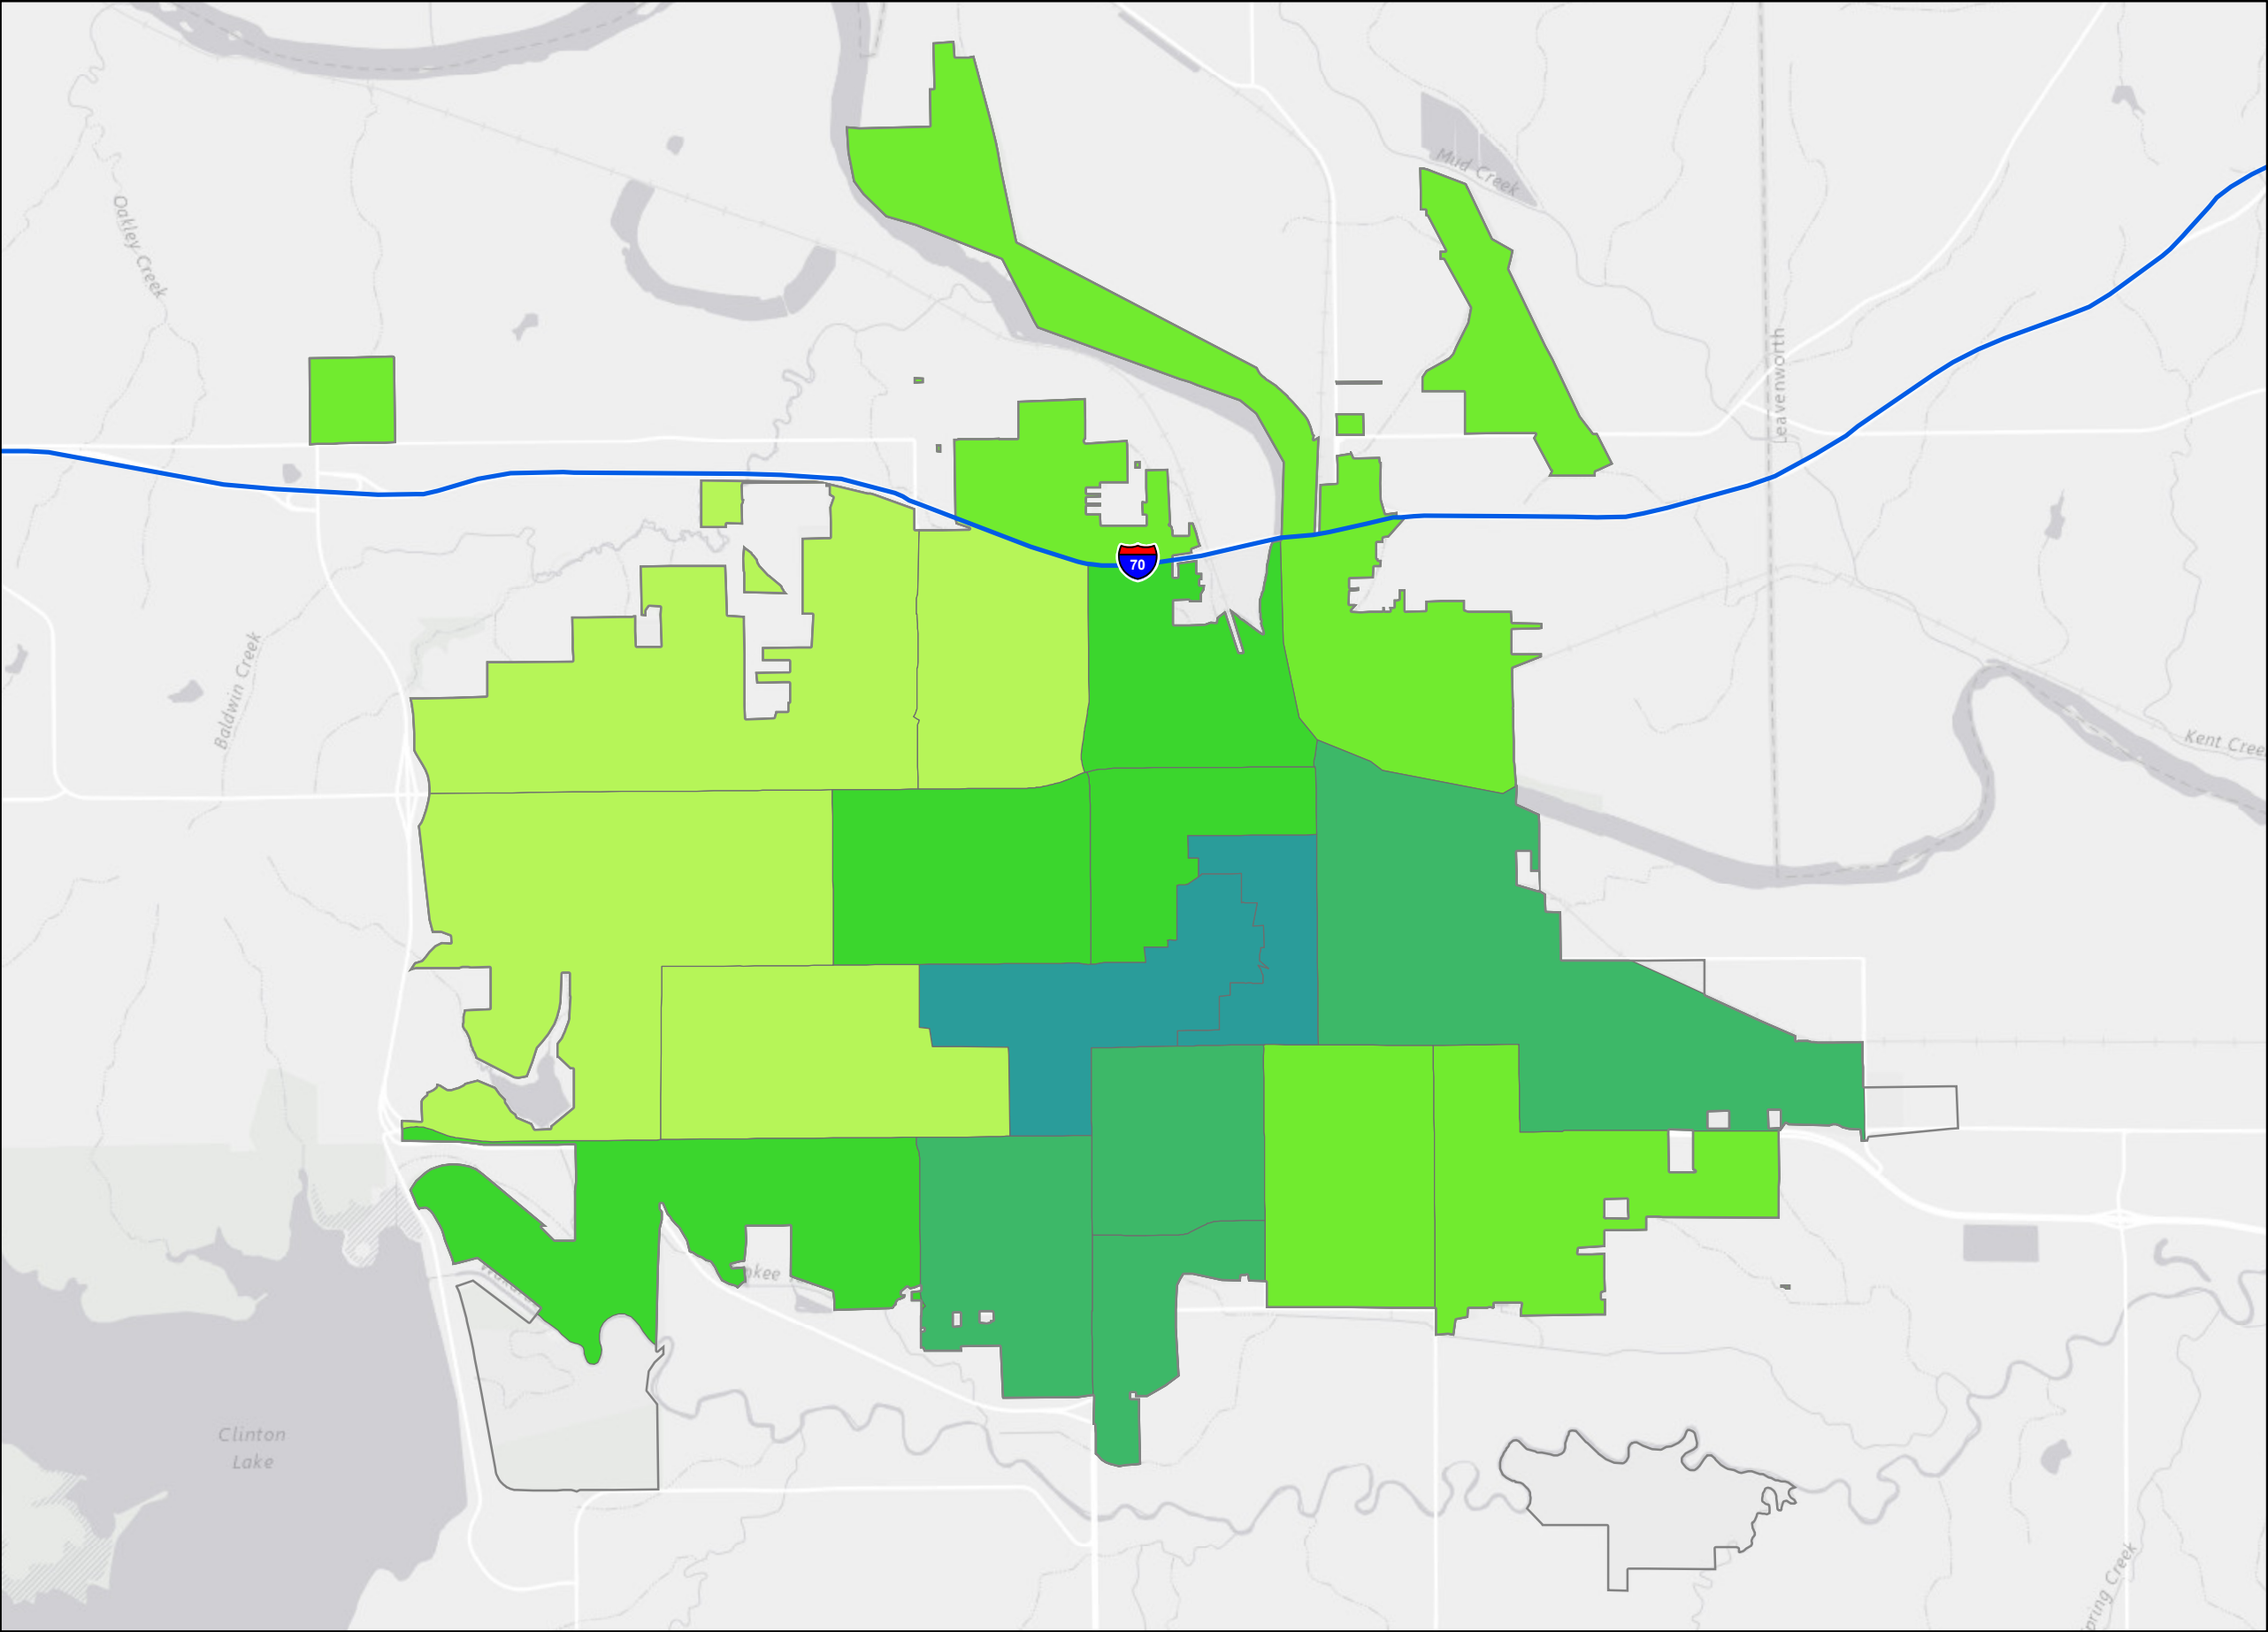 Mud Creek
Oakley Creek
Leavenworth
70
Baldwin Creek
Kent Cree
nkee
Clinton
Lake
pring Creek